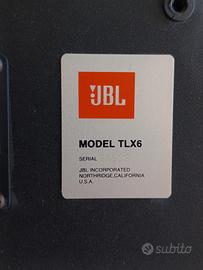 JBL
MODEL TLX6
SERIAL
JBL INCORPORATED
NORTHRIDGE,CALIFORNIA
U.S.A.
subito